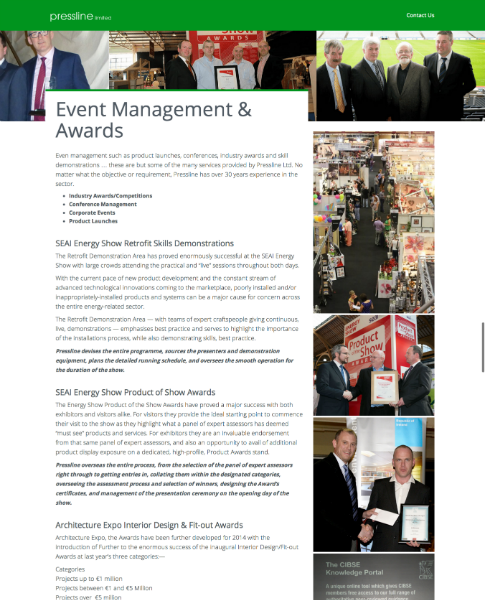 pressline limited
Contact Us
SHOW
AWARDS
Event Management &
Awards
Even management such as product launches, conferences, industry awards and skill
demonstrations .... these are but some of the many services provided by Pressline Ltd. No
matter what the objective or requirement, Pressline has over 30 years experience in the
sector.
• Industry Awards/Competitions
• Conference Management
• Corporate Events
• Product Launches
SEAI Energy Show Retrofit Skills Demonstrations
The Retrofit Demonstration Area has proved enormously successful at the SEAI Energy
Show with large crowds attending the practical and "live" sessions throughout both days.
With the current pace of new product development and the constant stream of
advanced technological innovations coming to the marketplace, poorly installed and/or
inappropriately-installed products and systems can be a major cause for concern across
the entire energy-related sector.
The Retrofit Demonstration Area — with teams of expert craftspeople giving continuous,
live, demonstrations — emphasises best practice and serves to highlight the importance
of the installations process, while also demonstrating skills, best practice.
Pressline devises the entire programme, sources the presenters and demonstration
equipment, plans the detailed running schedule, and oversees the smooth operation for
the duration of the show.
SEAI Energy Show Product of Show Awards
The Energy Show Product of the Show Awards have proved a major success with both
exhibitors and visitors alike. For visitors they provide the ideal starting point to commence
their visit to the show as they highlight what a panel of expert assessors has deemed
"must see" products and services. For exhibitors they are an invaluable endorsement
from that same panel of expert assessors, and also an opportunity to avail of additional
product display exposure on a dedicated, high-profile, Product Awards stand.
Pressline oversees the entire process, from the selection of the panel of expert assessors
right through to getting entries in, collating them within the designated categories,
overseeing the assessment process and selection of winners, designing the Award's
certificates, and management of the presentation ceremony on the opening day of the
show.
Architecture Expo Interior Design & Fit-out Awards
Architecture Expo, the Awards have been further developed for 2014 with the
introduction of Further to the enormous success of the inaugural Interior Design/Fit-out
Awards at last year's three categories:—
Categories
Projects up to €1 million
Projects between €1 and €5 Million
Projects over €5 million
Product
Show
AWARDS
The CIBSE
Knowledge Portal
A unique online tool which gives CIBSE
members free access to our full range of